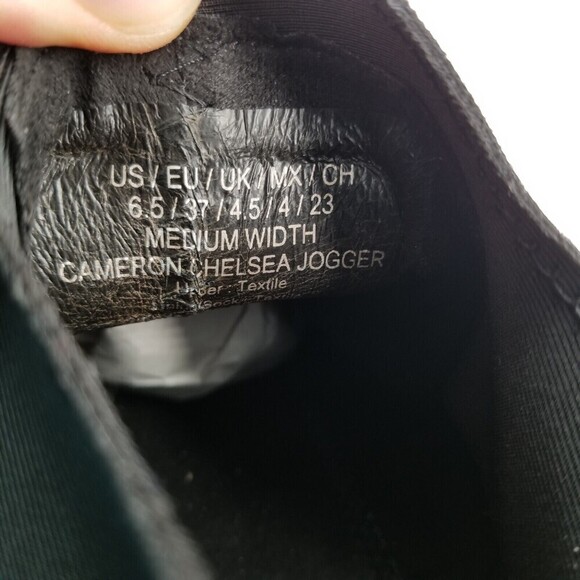 US / EU / UK / MX / CH
6.5 / 37 / 4.5 / 4 / 23
MEDIUM WIDTH
CAMERON CHELSEA JOGGER
Upper : Textile